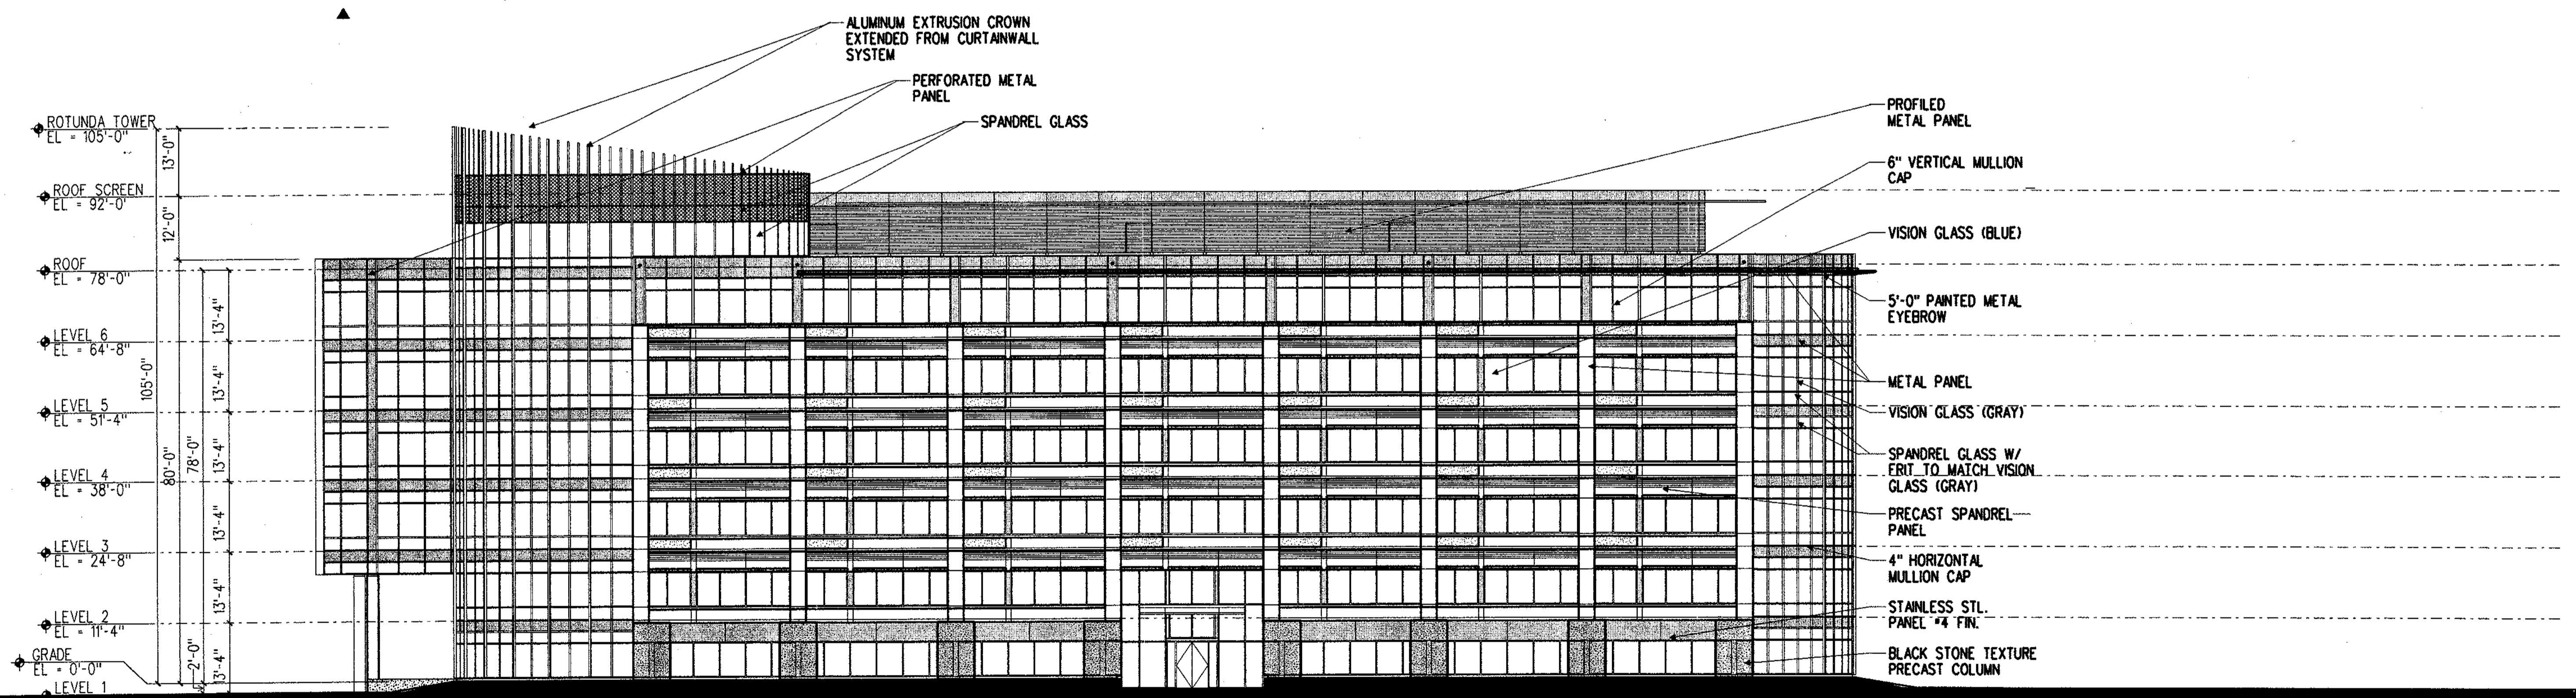 ALUMINUM EXTRUSION CROWN
EXTENDED FROM CURTAINWALL
SYSTEM
PERFORATED METAL
PANEL
SPANDREL GLASS
ROTUNDA TOWER
EL = 105'-0"
ROOF SCREEN
EL = 92'-0"
ROOF
EL = 78'-0"
LEVEL 6
EL = 64'-8"
LEVEL 5
EL = 51'-4"
LEVEL 4
EL = 38'-0"
LEVEL 3
EL = 24'-8"
LEVEL 2
EL = 11'-4"
GRADE
EL = 0'-0"
LEVEL 1
13'-0"
12'-0"
105'-0"
80'-0"
78'-0"
2'-0"
13'-4"
13'-4"
13'-4"
13'-4"
13'-4"
13'-4"
PROFILED
METAL PANEL
6" VERTICAL MULLION
CAP
VISION GLASS (BLUE)
5'-0" PAINTED METAL
EYEBROW
METAL PANEL
VISION GLASS (GRAY)
SPANDREL GLASS W/
FRIT TO MATCH VISION
GLASS (GRAY)
PRECAST SPANDREL
PANEL
4" HORIZONTAL
MULLION CAP
STAINLESS STL.
PANEL #4 FIN.
BLACK STONE TEXTURE
PRECAST COLUMN